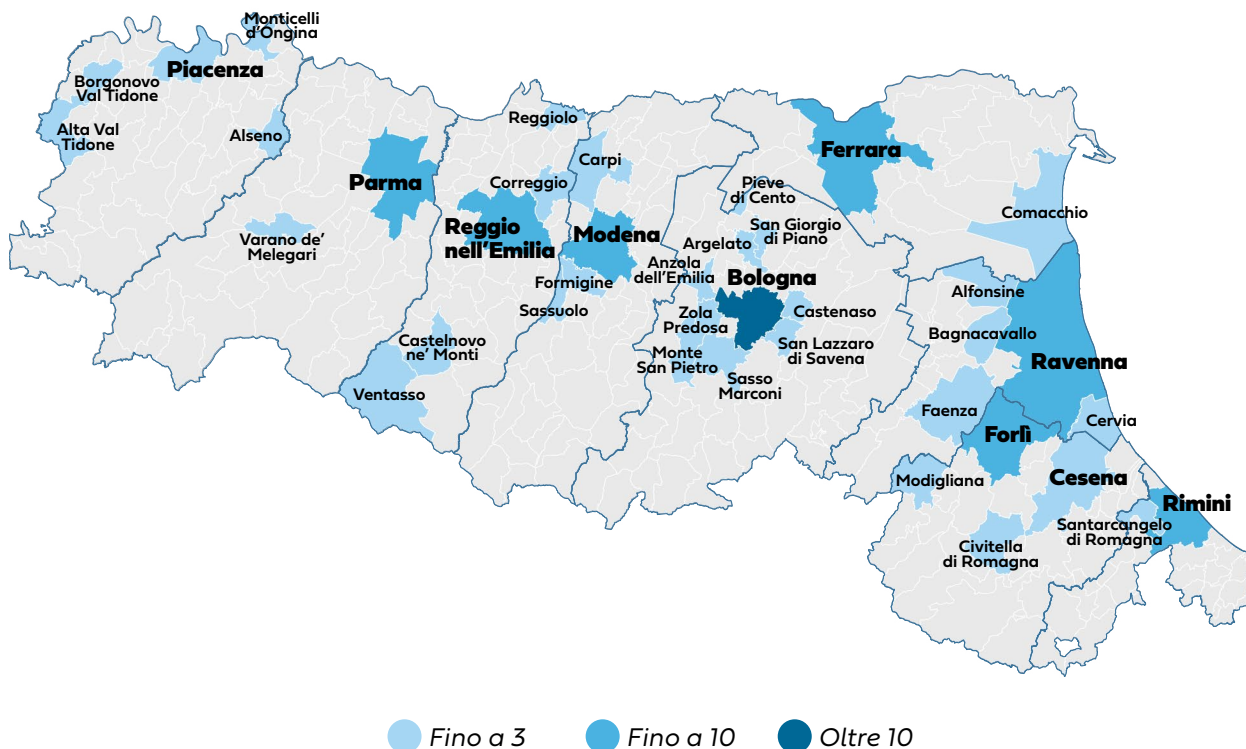 Monticelli
d'Ongina
Piacenza
Borgonovo
Val Tidone
Alta Val
Tidone
Alseno
Parma
Varano de'
Melegari
Reggiolo
Correggio
Reggio
nell'Emilia
Castelnovo
ne' Monti
Ventasso
Carpi
Modena
Formigine
Sassuolo
Ferrara
Pieve
di Cento
San Giorgio
di Piano
Argelato
Anzola
dell'Emilia
Bologna
Zola
Predosa
Castenaso
San Lazzaro
di Savena
Monte
San Pietro
Sasso
Marconi
Comacchio
Alfonsine
Bagnacavallo
Ravenna
Faenza
Cervia
Forlì
Modigliana
Cesena
Rimini
Santarcangelo
di Romagna
Civitella
di Romagna
Fino a 3
Fino a 10
Oltre 10